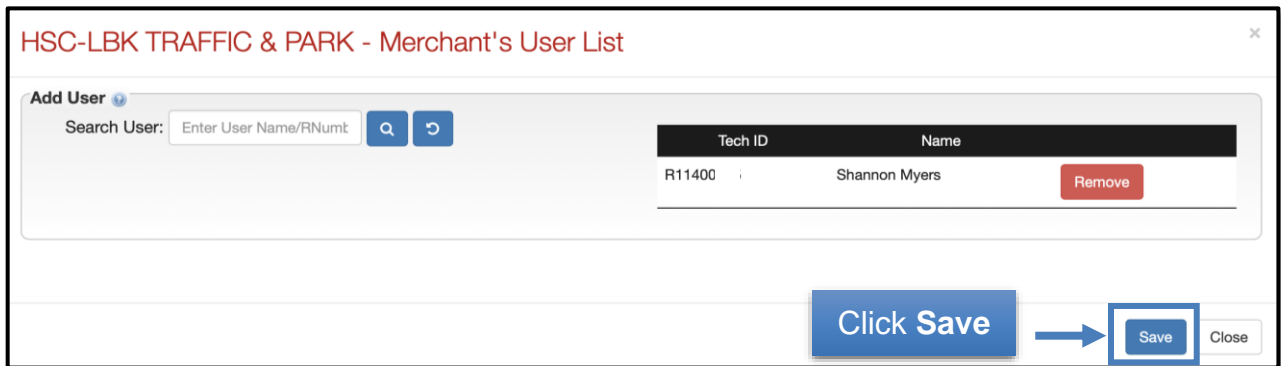 HSC-LBK TRAFFIC & PARK - Merchant's User List
×
Add User
Search User: Enter User Name/RNumb
Tech ID Name
R11400 Shannon Myers Remove
Click Save
Save Close